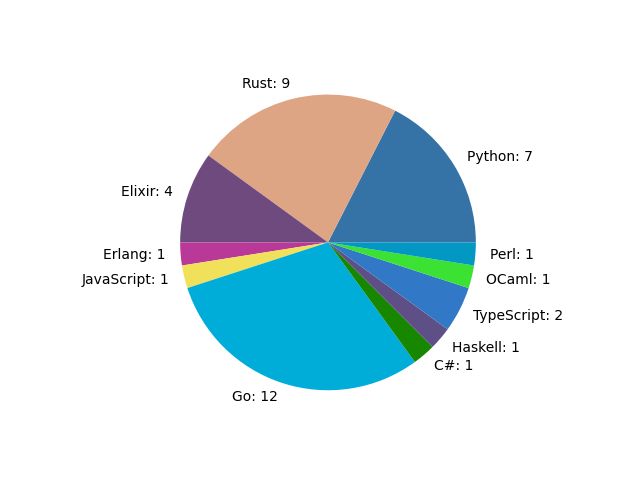 Rust: 9
Python: 7
Elixir: 4
Erlang: 1
Perl: 1
JavaScript: 1
OCaml: 1
TypeScript: 2
Haskell: 1
C#: 1
Go: 12